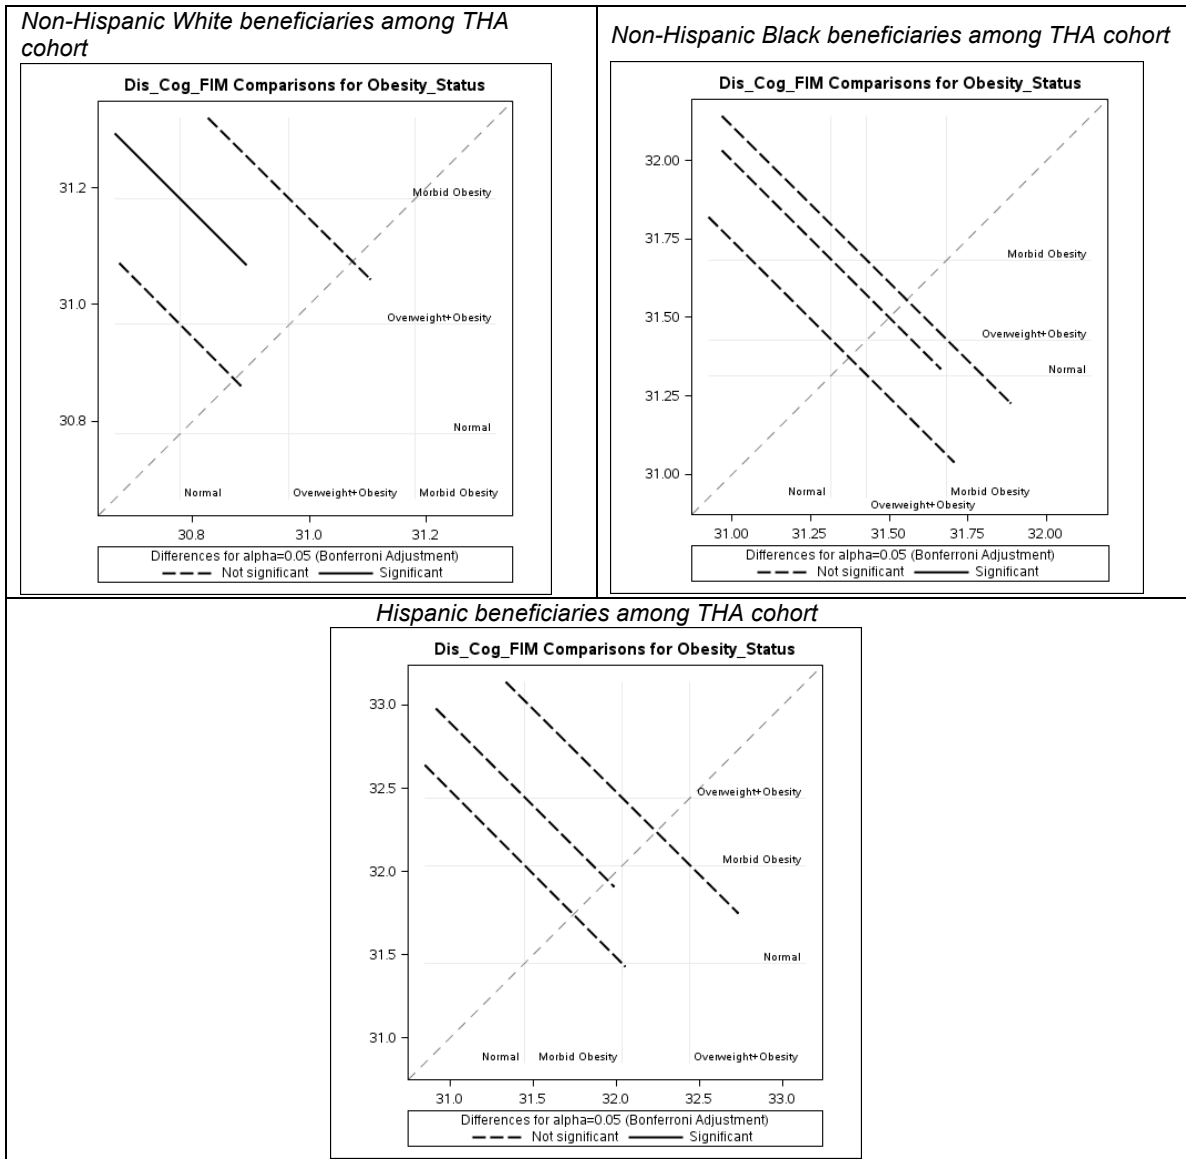 Non-Hispanic White beneficiaries among THA
cohort
Dis_Cog_FIM Comparisons for Obesity_Status
31.2
31.0
30.8
Morbid Obesity
Overweight+Obesity
Normal
Normal
Overweight+Obesity
Morbid Obesity
30.8
31.0
31.2
Differences for alpha=0.05 (Bonferroni Adjustment)
Not significant
Significant
Non-Hispanic Black beneficiaries among THA cohort
Dis_Cog_FIM Comparisons for Obesity_Status
32.00
31.75
31.50
31.25
31.00
Morbid Obesity
Overweight+Obesity
Normal
Normal
Morbid Obesity
Overweight+Obesity
31.00
31.25
31.50
31.75
32.00
Differences for alpha=0.05 (Bonferroni Adjustment)
Not significant
Significant
Hispanic beneficiaries among THA cohort
Dis_Cog_FIM Comparisons for Obesity_Status
33.0
32.5
32.0
31.5
31.0
Overweight+Obesity
Morbid Obesity
Normal
Normal
Morbid Obesity
Overweight+Obesity
31.0
31.5
32.0
32.5
33.0
Differences for alpha=0.05 (Bonferroni Adjustment)
Not significant
Significant